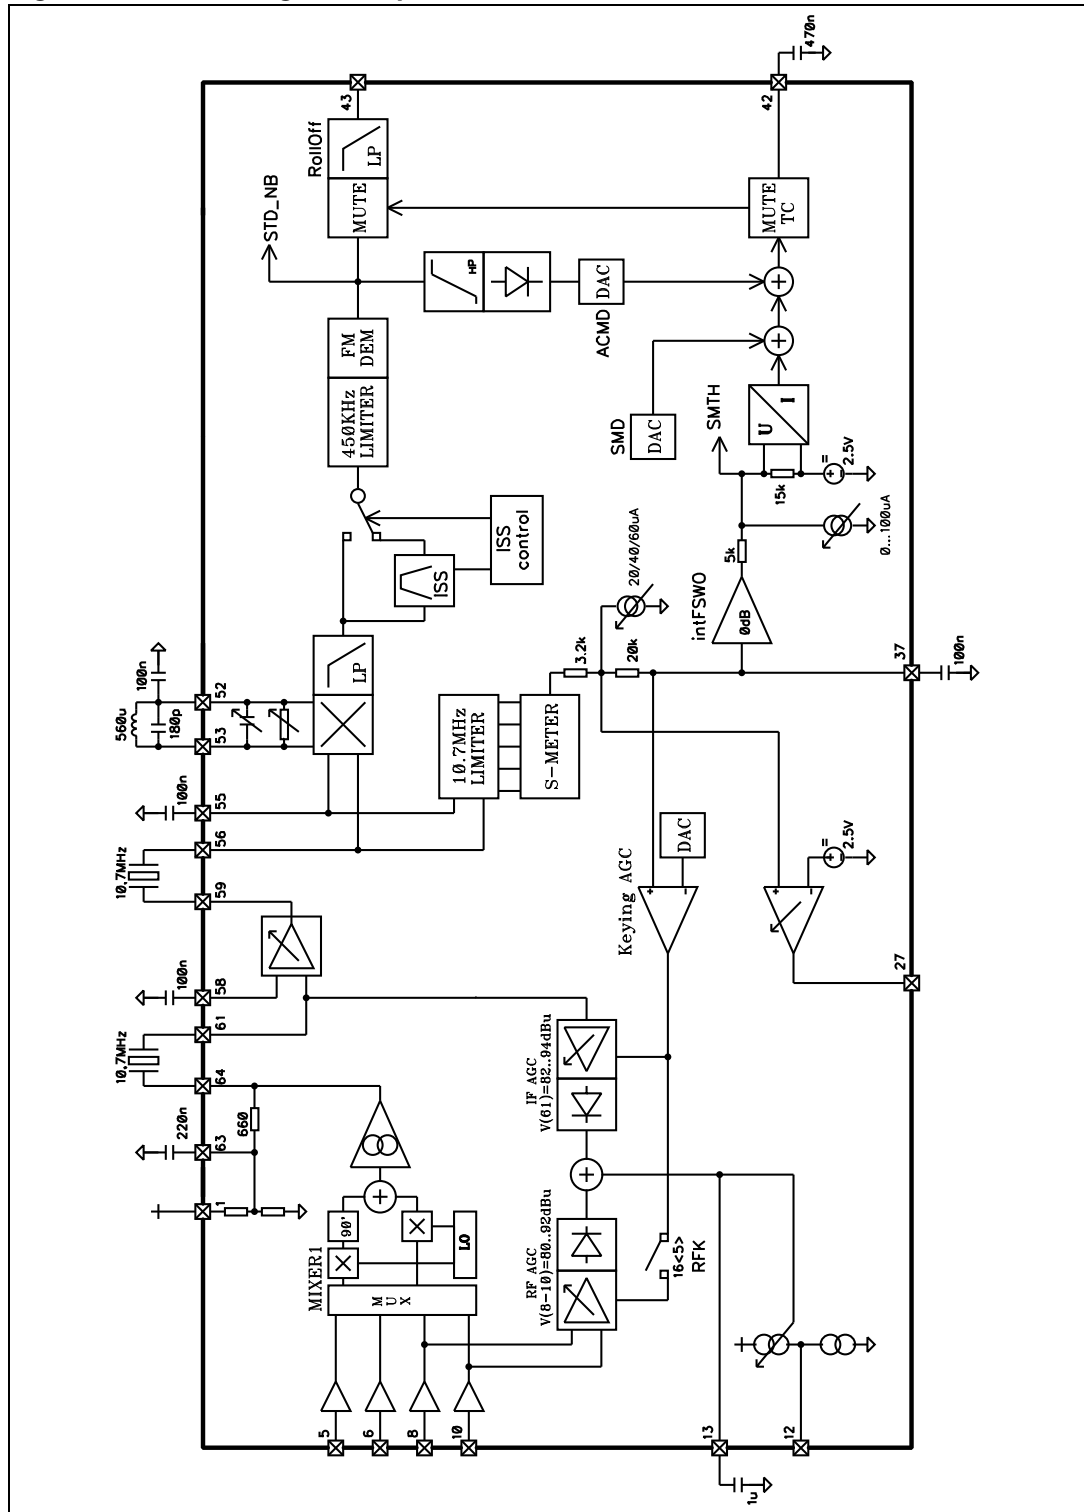 470n
43
42
RollOff
LP
MUTE
STD_NB
MUTE
TC
HP
DAC
ACMD
FM
DEM
450KHz
LIMITER
SMD
DAC
SMTH
U
I
=
2.5V
15k
0...100uA
5k
ISS
control
ISS
20/40/60uA
intFSWO
0dB
LP
3.2k
20k
37
100n
100n
52
560u
180p
53
10.7MHz
LIMITER
S-METER
100n
55
56
10.7MHz
59
DAC
Keying AGC
+
-
+
-
=
2.5V
27
100n
58
61
10.7MHz
64
IF AGC
V(61)=82..94dBu
660
220n
63
1
+
+
90'
MIXER1
LO
MUX
RF AGC
V(8-10)=80..92dBu
16<5>
RFK
5
6
8
10
13
12
1u